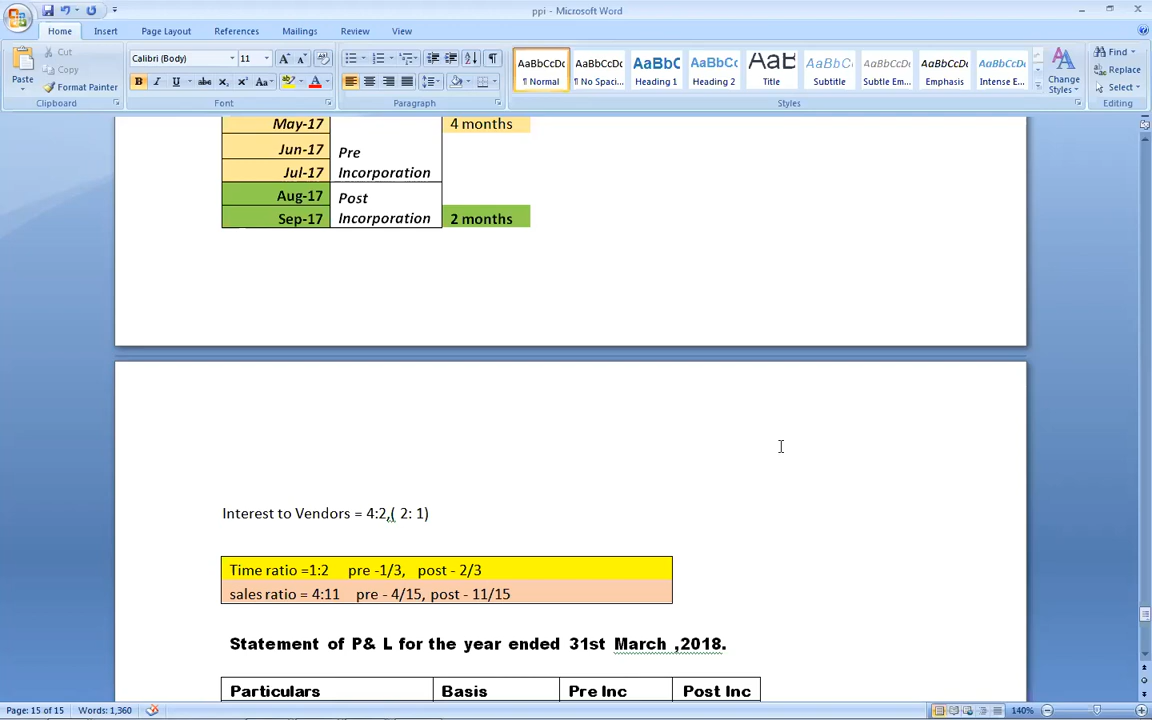 ppi - Microsoft Word
Home Insert Page Layout References Mailings Review View
Paste
Cut
Copy
Format Painter
Clipboard
Calibri (Body) 11
B I U abe x₂ x² Aa
Font
Paragraph
AaBbCcDc ¶ Normal
AaBbCcDc ¶ No Spaci...
AaBbC Heading 1
AaBbCc Heading 2
AaB Title
AaBbCc. Subtitle
AaBbCcDc Subtle Em...
AaBbCcDc Emphasis
AaBbCcDc Intense E...
Change Styles
Styles
Find
Replace
Select
Editing
May-17 4 months
Jun-17 Pre
Jul-17 Incorporation
Aug-17 Post
Sep-17 Incorporation 2 months
Interest to Vendors = 4:2,( 2: 1)
Time ratio =1:2 pre -1/3, post - 2/3
sales ratio = 4:11 pre - 4/15, post - 11/15
Statement of P& L for the year ended 31st March ,2018.
Particulars Basis Pre Inc Post Inc
Page: 15 of 15 Words: 1,360 140%